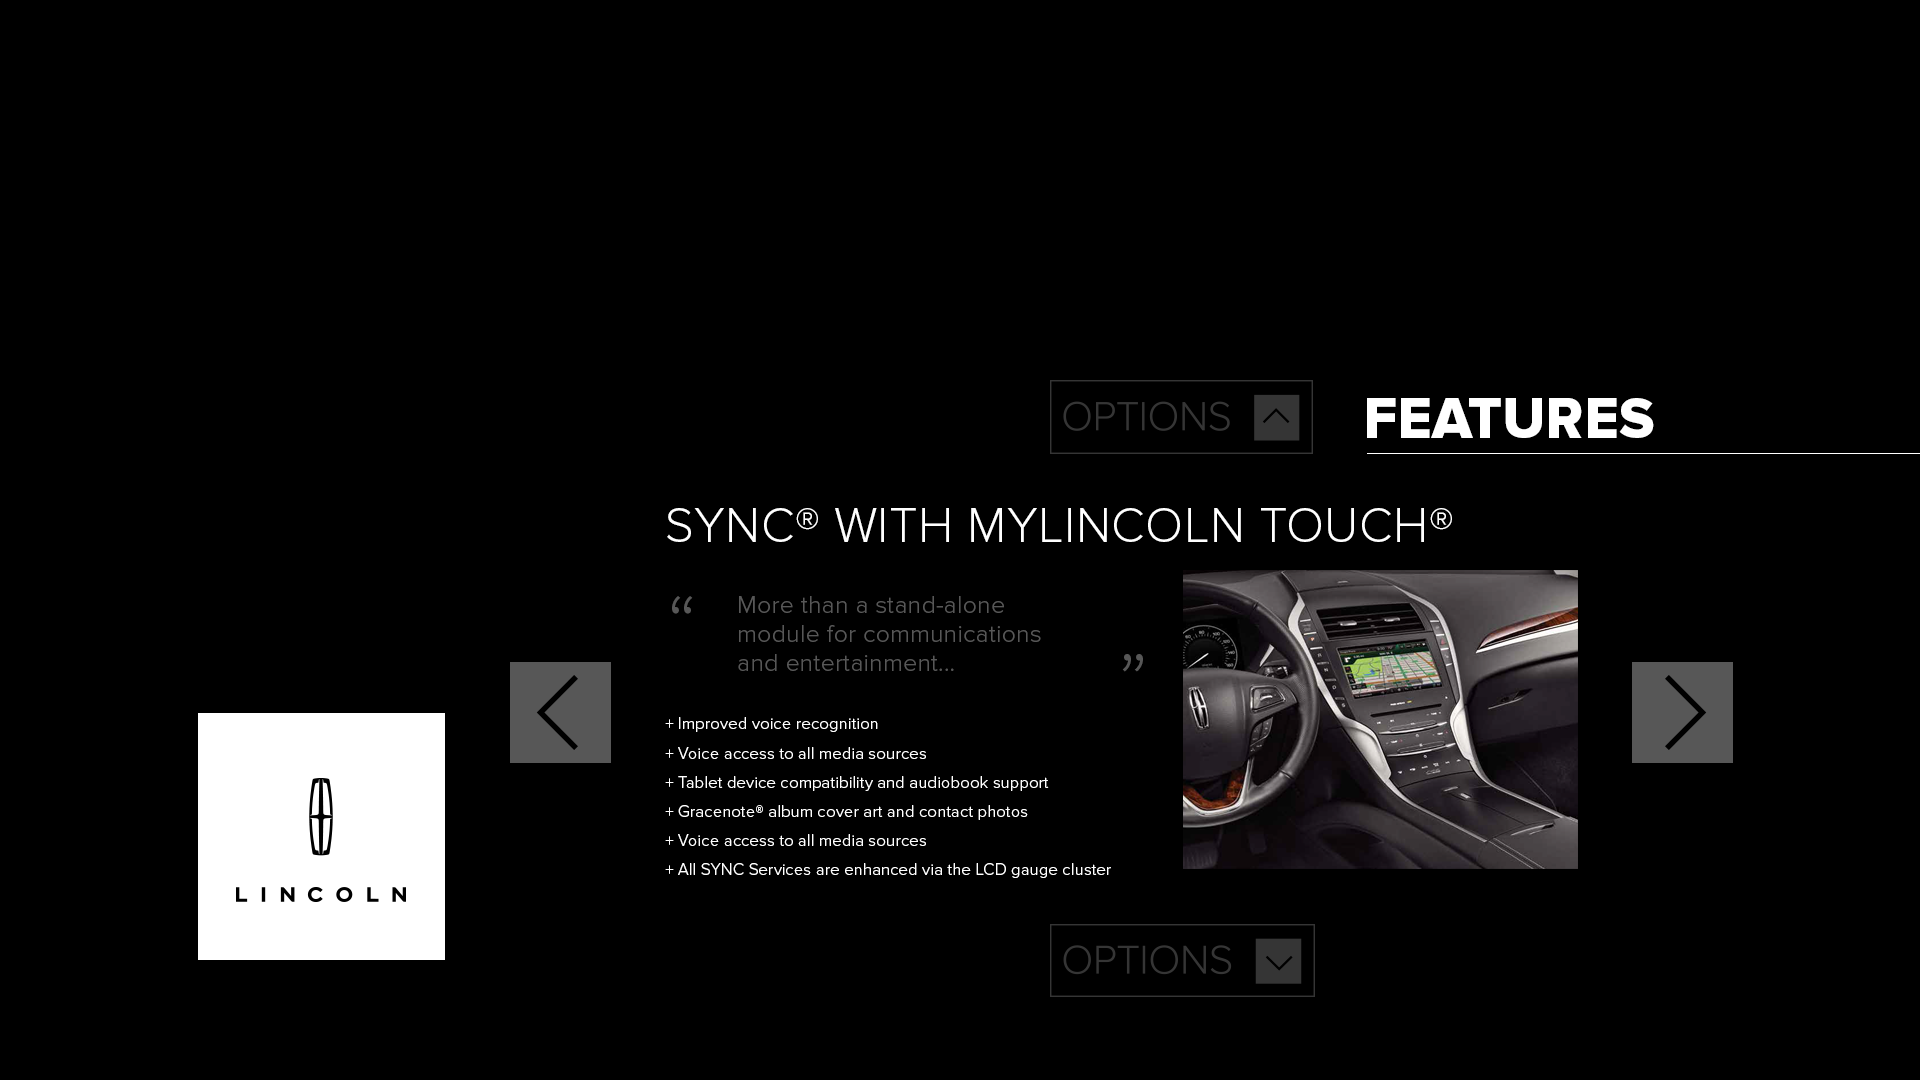 OPTIONS
FEATURES
SYNC® WITH MYLINCOLN TOUCH®
“ More than a stand-alone
module for communications
and entertainment... ”
+ Improved voice recognition
+ Voice access to all media sources
+ Tablet device compatibility and audiobook support
+ Gracenote® album cover art and contact photos
+ Voice access to all media sources
+ All SYNC Services are enhanced via the LCD gauge cluster
LINCOLN
OPTIONS